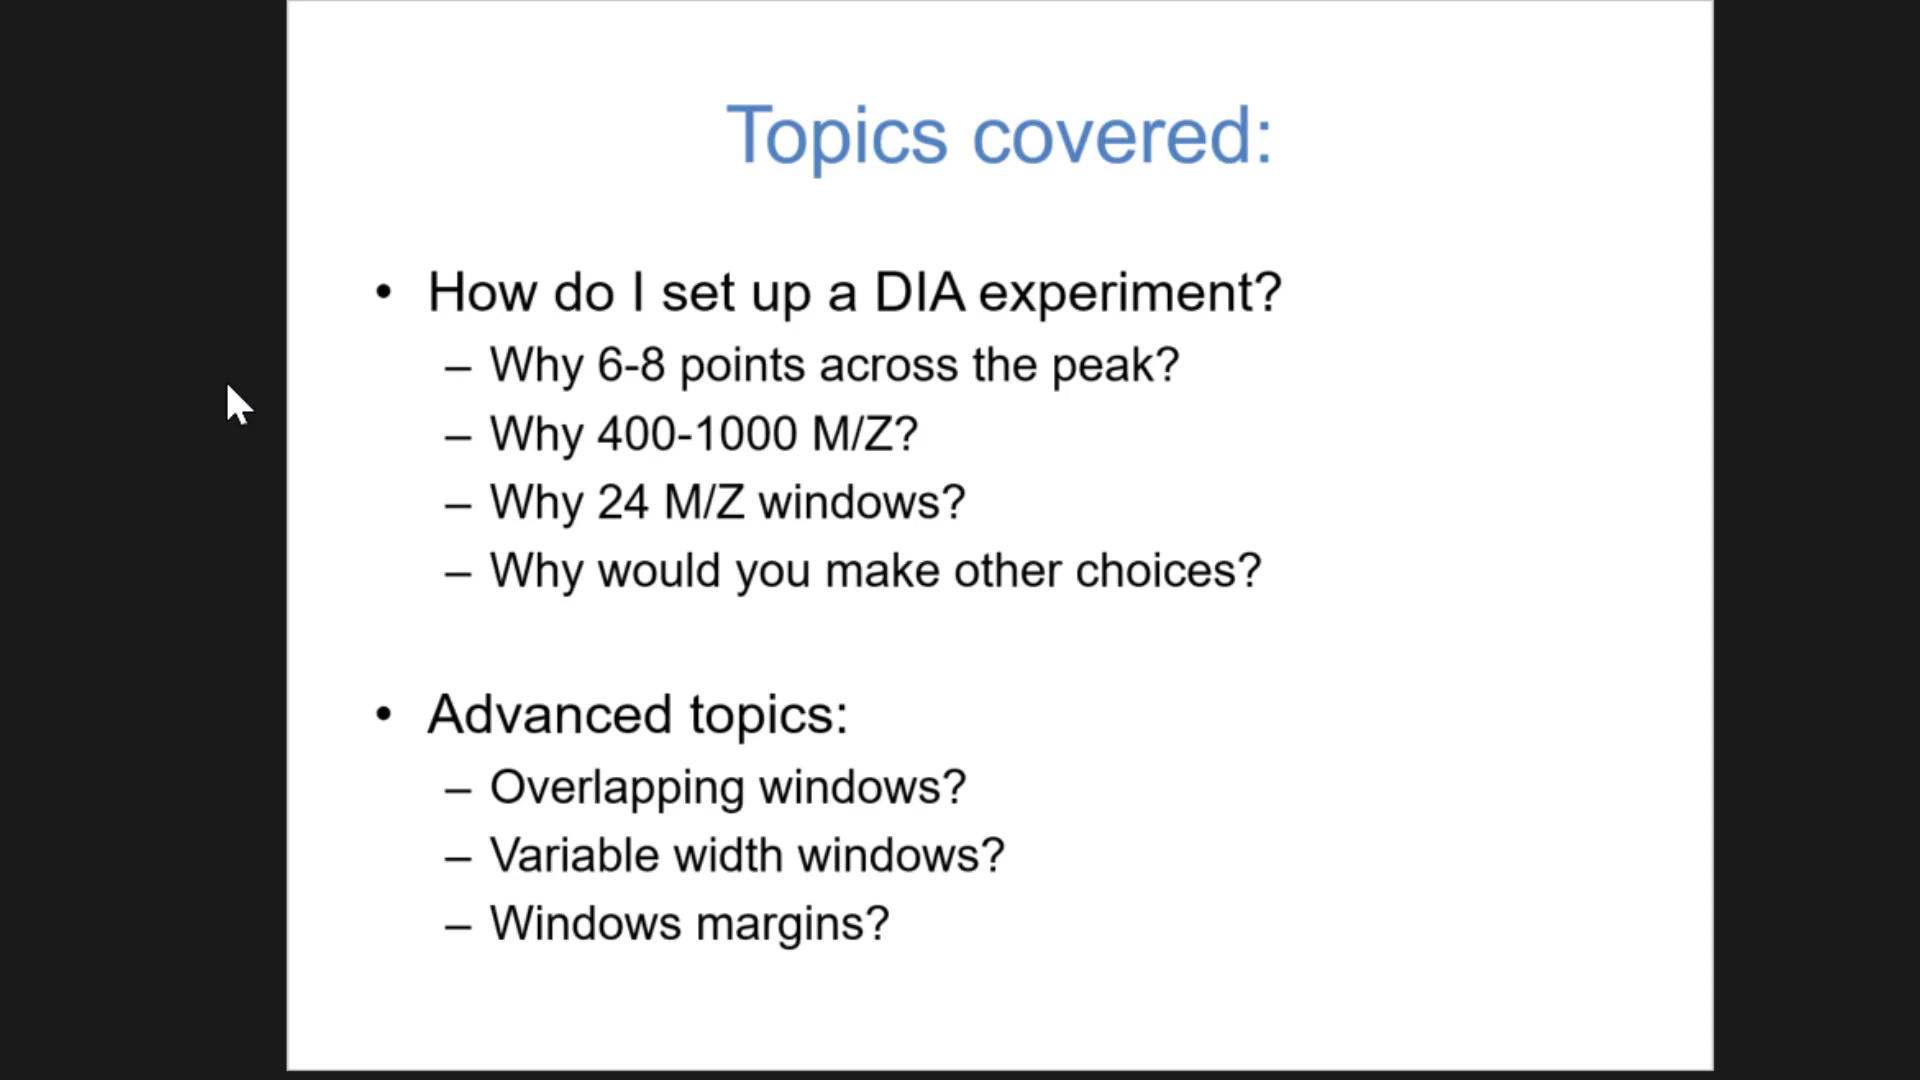 Topics covered:
• How do I set up a DIA experiment?
– Why 6-8 points across the peak?
– Why 400-1000 M/Z?
– Why 24 M/Z windows?
– Why would you make other choices?
• Advanced topics:
– Overlapping windows?
– Variable width windows?
– Windows margins?